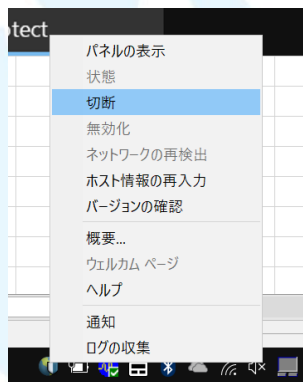 tect
パネルの表示
状態
切断
無効化
ネットワークの再検出
ホスト情報の再入力
バージョンの確認
概要...
ウェルカム ページ
ヘルプ
通知
ログの収集